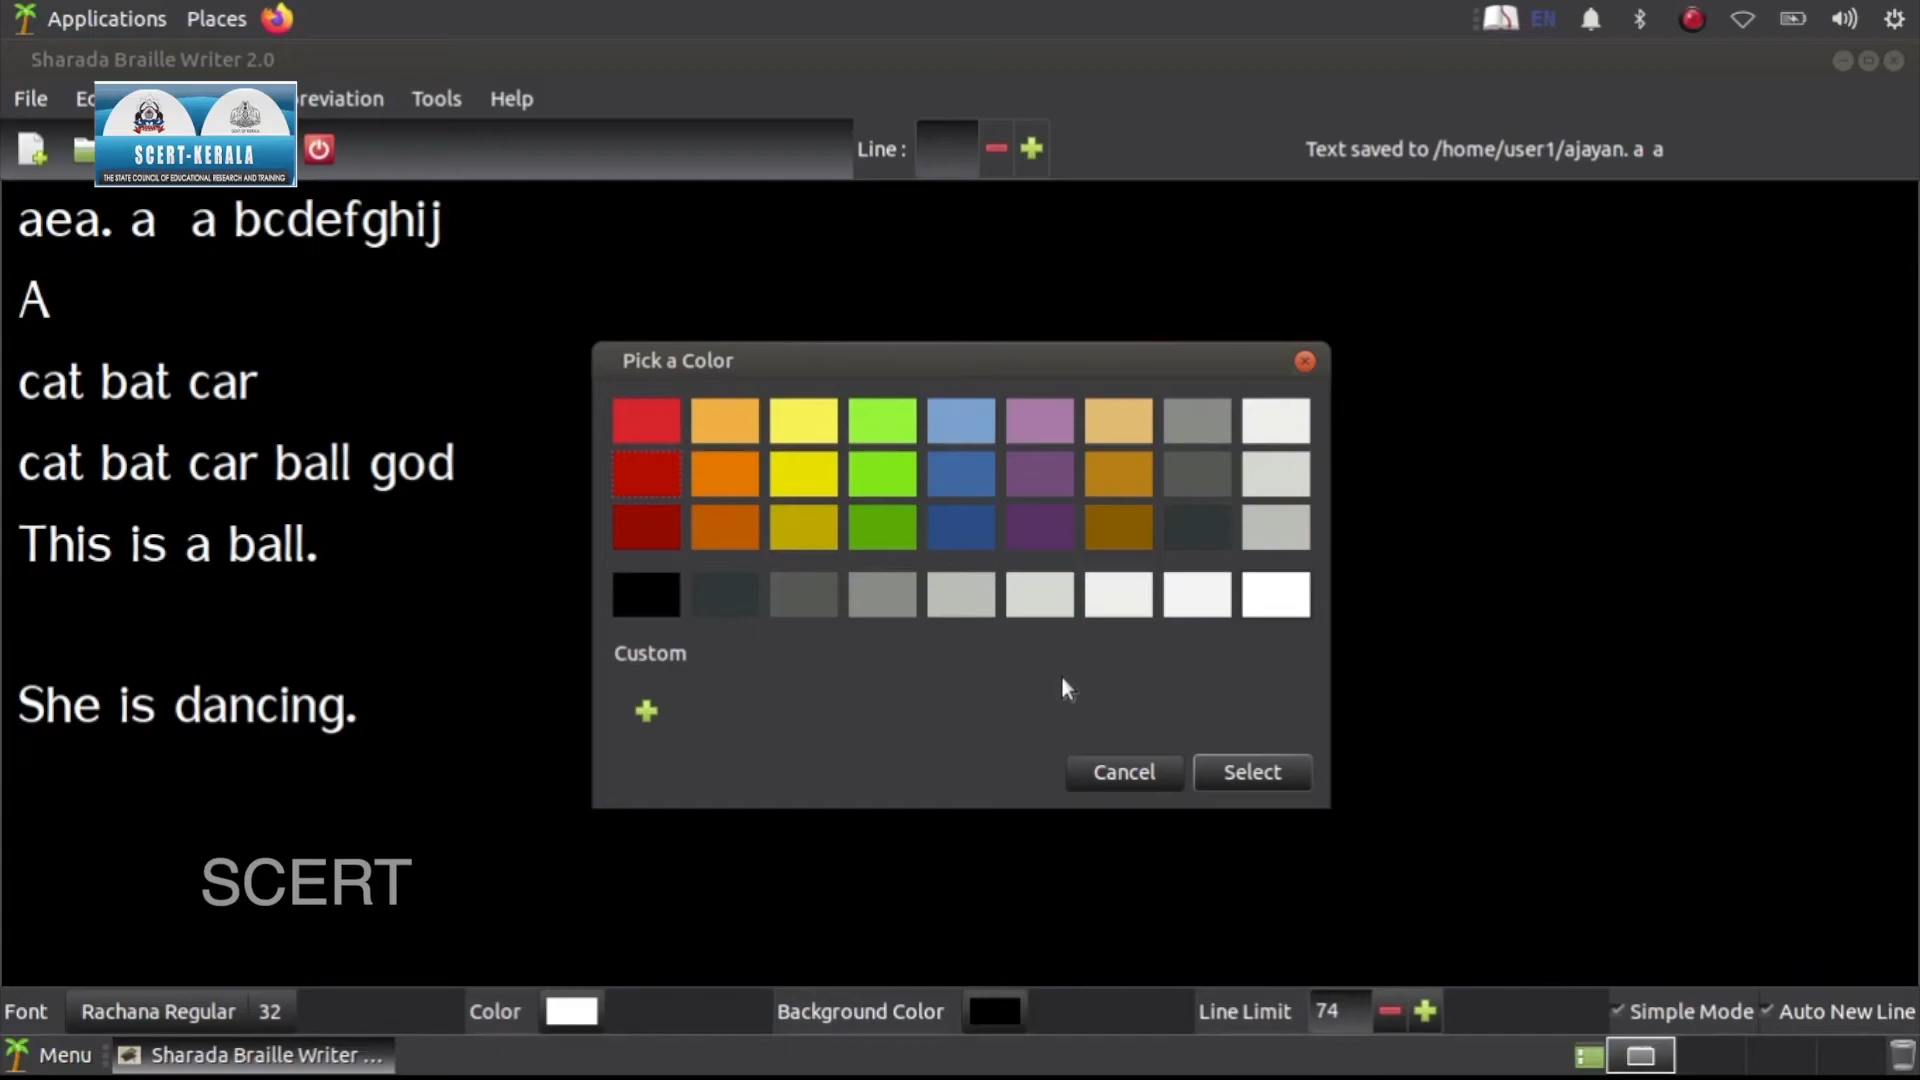 Applications Places EN
Sharada Braille Writer 2.0
File Ed reviation Tools Help
SCERT-KERALA
THE STATE COUNCIL OF EDUCATIONAL RESEARCH AND TRAINING
Line : Text saved to /home/user1/ajayan. a a
aea. a a bcdefghij
A
cat bat car
cat bat car ball god
This is a ball.
She is dancing.
Pick a Color
Custom
Cancel Select
SCERT
Font Rachana Regular 32 Color Background Color Line Limit 74 Simple Mode Auto New Line
Menu Sharada Braille Writer ...